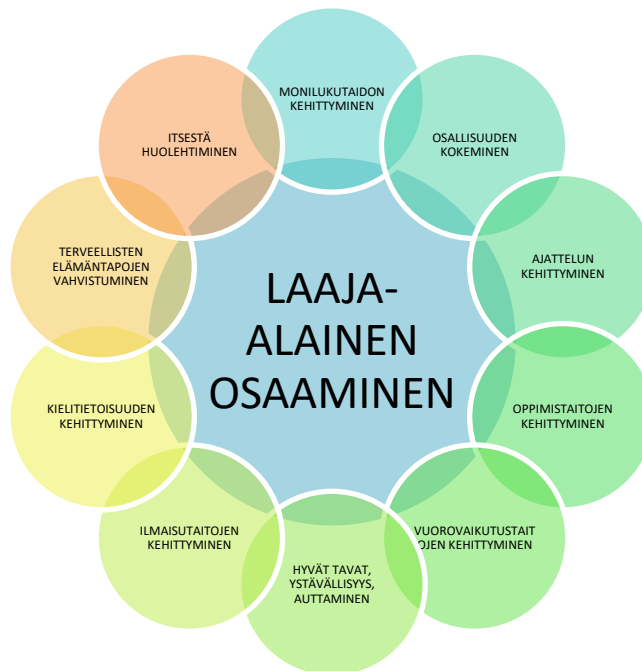 MONILUKUTAIDON
KEHITTYMINEN
OSALLISUUDEN
KOKEMINEN
AJATTELUN
KEHITTYMINEN
OPPIMISTAITOJEN
KEHITTYMINEN
VUOROVAIKUTUSTAIT
OJEN KEHITTYMINEN
HYVÄT TAVAT,
YSTÄVÄLLISYYS,
AUTTAMINEN
ILMAISUTAITOJEN
KEHITTYMINEN
KIELITIETOISUUDEN
KEHITTYMINEN
TERVEELLISTEN
ELÄMÄNTAPOJEN
VAHVISTUMINEN
ITSESTÄ
HUOLEHTIMINEN
LAAJA-
ALAINEN
OSAAMINEN